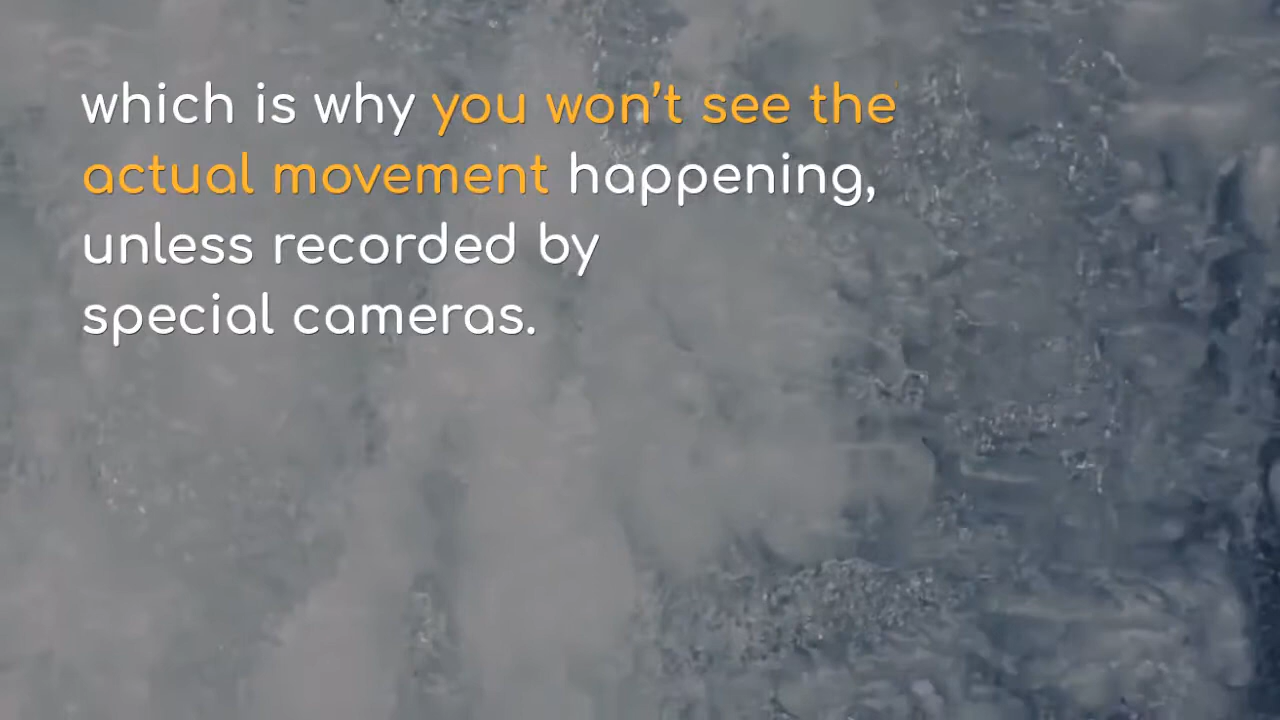 which is why you won’t see the
actual movement happening,
unless recorded by
special cameras.